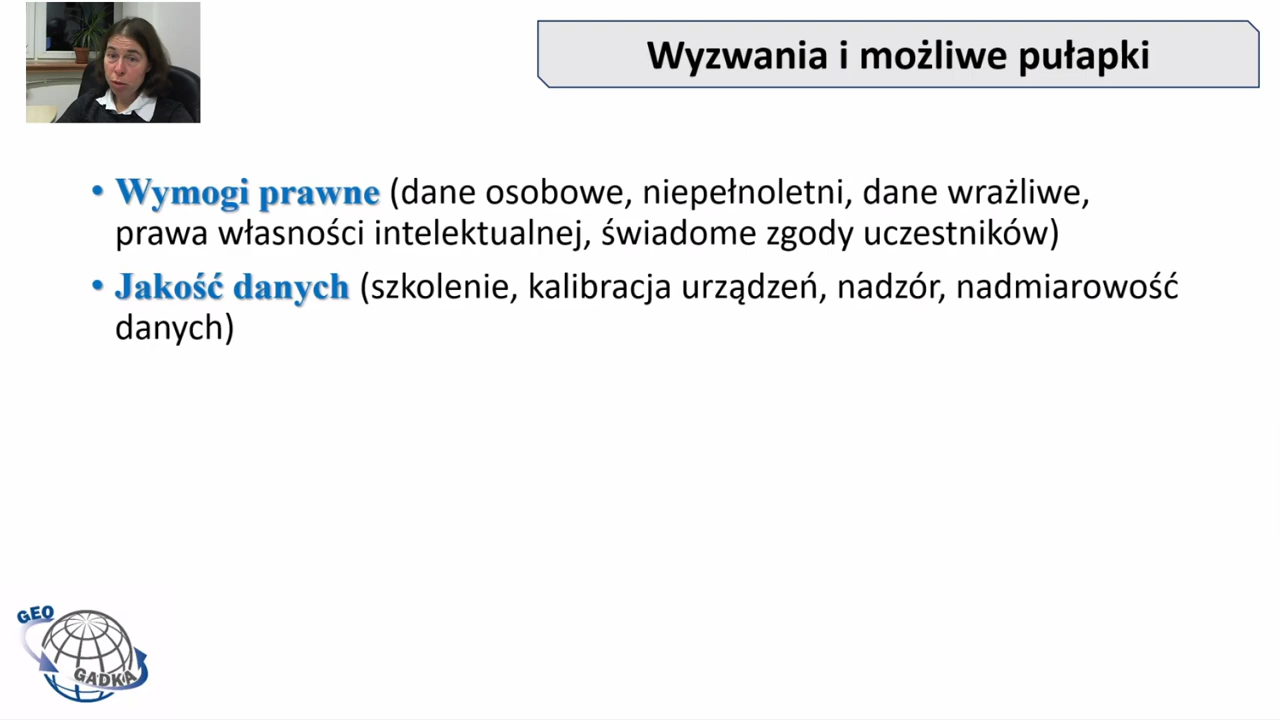 Wyzwania i możliwe pułapki
• Wymogi prawne (dane osobowe, niepełnoletni, dane wrażliwe,
prawa własności intelektualnej, świadome zgody uczestników)
• Jakość danych (szkolenie, kalibracja urządzeń, nadzór, nadmiarowość
danych)
GEO
GADKA